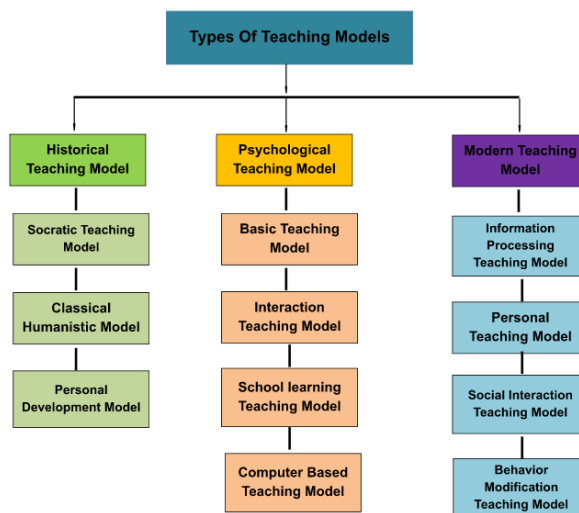 Types Of Teaching Models
Historical
Teaching Model
Psychological
Teaching Model
Modern Teaching
Model
Socratic Teaching
Model
Classical
Humanistic Model
Personal
Development Model
Basic Teaching
Model
Interaction
Teaching Model
School learning
Teaching Model
Computer Based
Teaching Model
Information
Processing
Teaching Model
Personal
Teaching Model
Social Interaction
Teaching Model
Behavior
Modification
Teaching Model